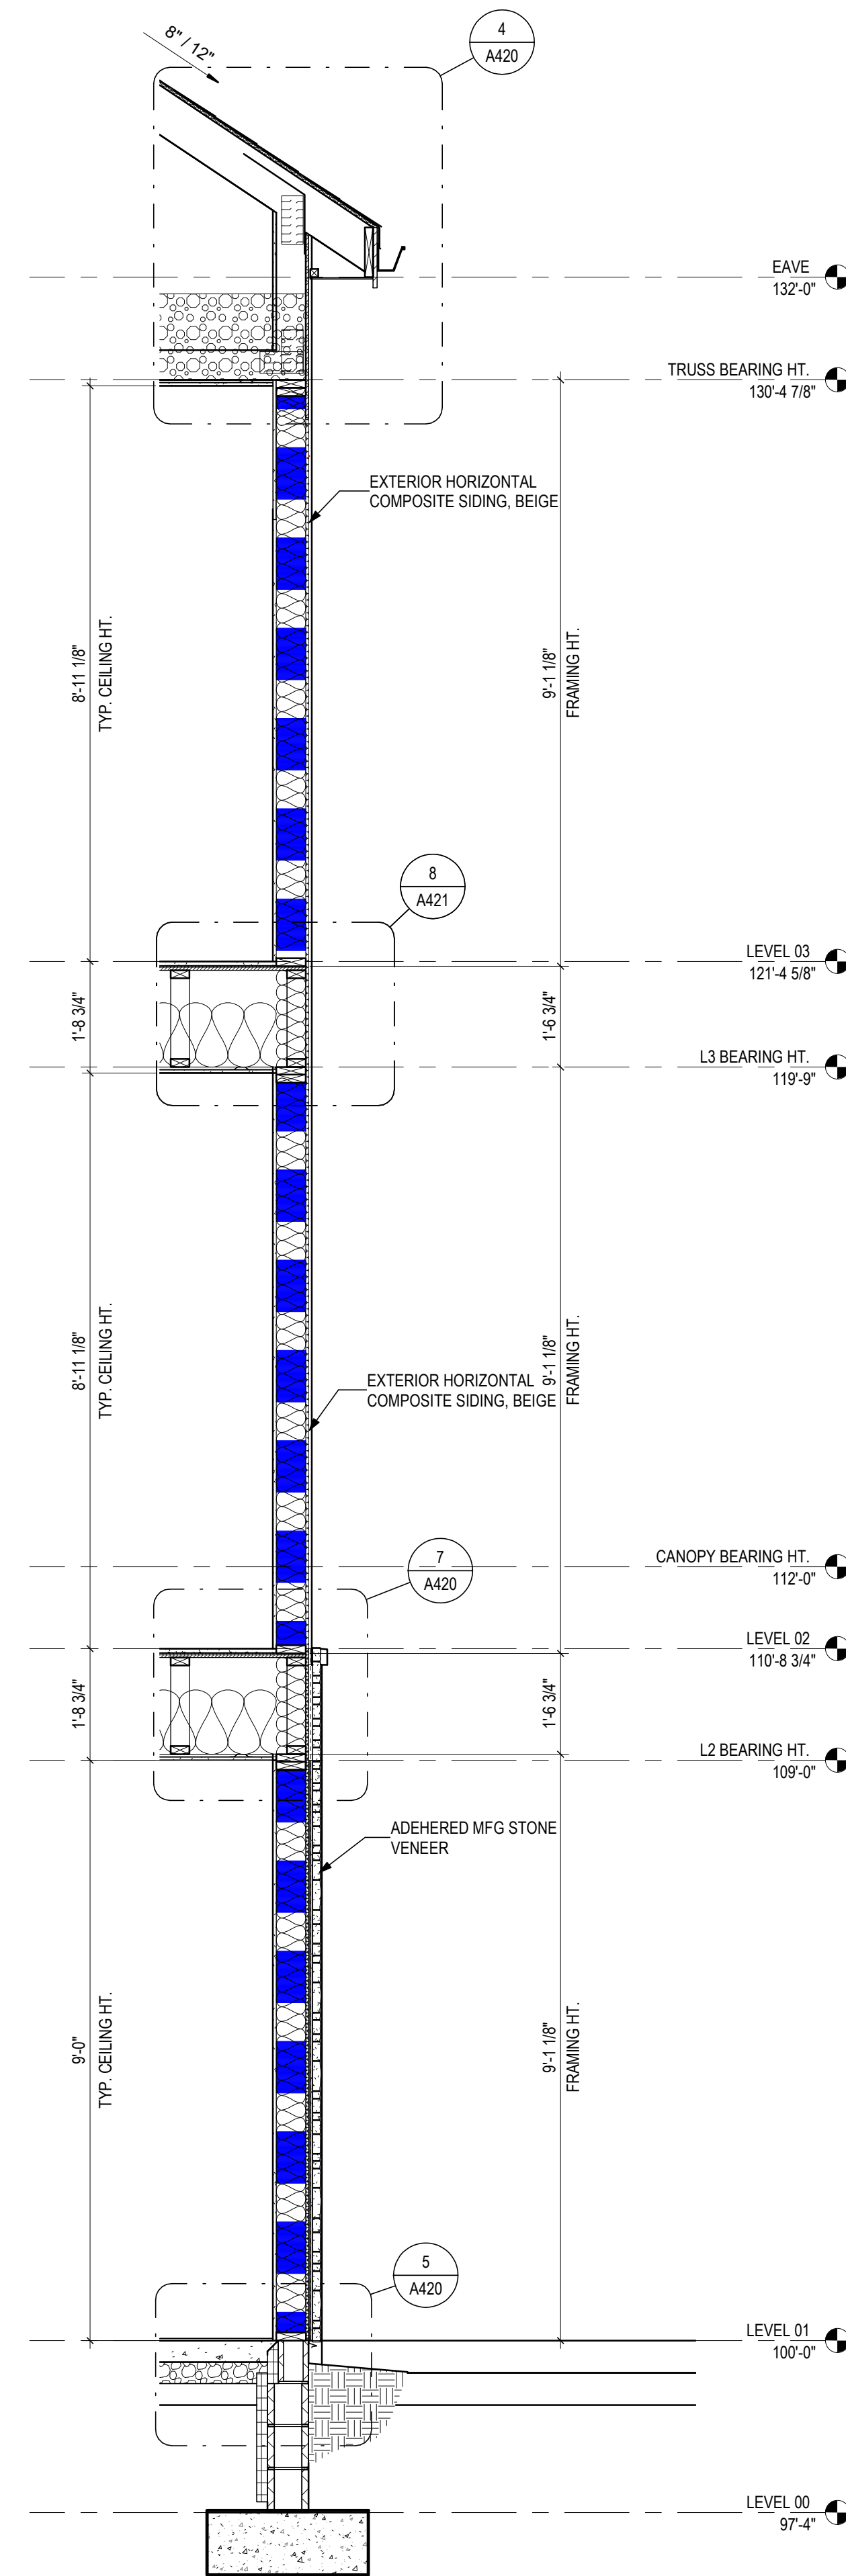 4
A420
8" / 12"
EAVE
132'-0"
TRUSS BEARING HT.
130'-4 7/8"
EXTERIOR HORIZONTAL
COMPOSITE SIDING, BEIGE
8'-11 1/8"
TYP. CEILING HT.
9'-1 1/8"
FRAMING HT.
8
A421
LEVEL 03
121'-4 5/8"
1'-8 3/4"
1'-6 3/4"
L3 BEARING HT.
119'-9"
8'-11 1/8"
TYP. CEILING HT.
9'-1 1/8"
FRAMING HT.
EXTERIOR HORIZONTAL
COMPOSITE SIDING, BEIGE
7
A420
CANOPY BEARING HT.
112'-0"
LEVEL 02
110'-8 3/4"
1'-8 3/4"
1'-6 3/4"
L2 BEARING HT.
109'-0"
ADEHERED MFG STONE
VENEER
9'-0"
TYP. CEILING HT.
9'-1 1/8"
FRAMING HT.
5
A420
LEVEL 01
100'-0"
LEVEL 00
97'-4"